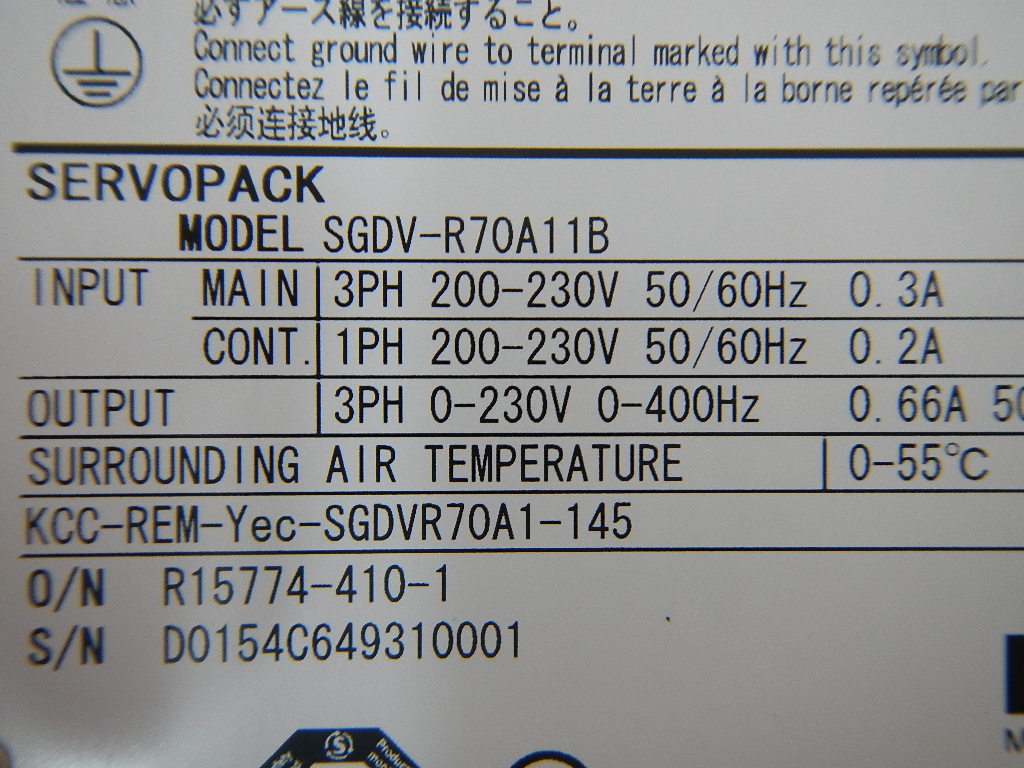 必ずアース線を接続すること。
Connect ground wire to terminal marked with this symbol.
Connectez le fil de mise à la terre à la borne repérée par
必须连接地线。
SERVOPACK
MODEL SGDV-R70A11B
INPUT MAIN 3PH 200-230V 50/60Hz 0.3A
CONT. 1PH 200-230V 50/60Hz 0.2A
OUTPUT 3PH 0-230V 0-400Hz 0.66A 50
SURROUNDING AIR TEMPERATURE 0-55℃
KCC-REM-Yec-SGDVR70A1-145
O/N R15774-410-1
S/N D0154C649310001